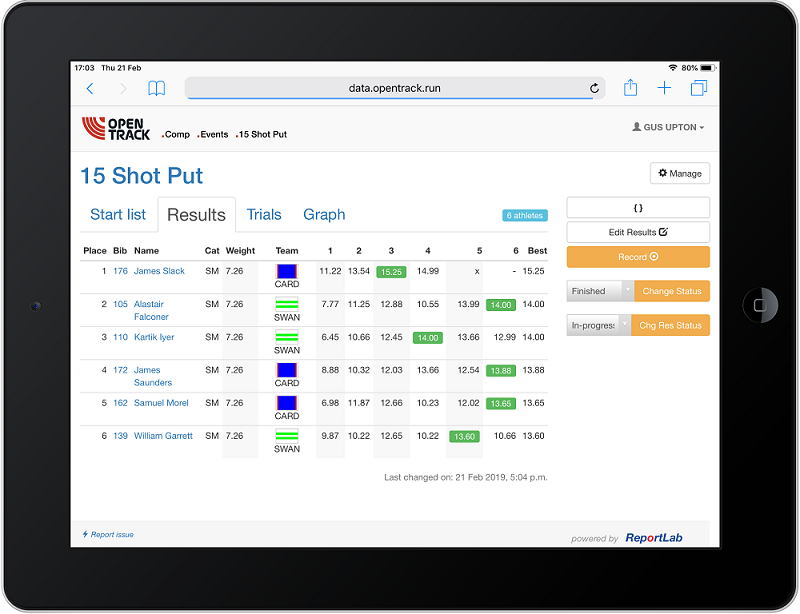 17:03 Thu 21 Feb 80%
data.opentrack.run
OPEN TRACK .Comp .Events .15 Shot Put GUS UPTON
15 Shot Put Manage
Start list Results Trials Graph 6 athletes
{}
Edit Results
Record
Finished Change Status
In-progres: Chg Res Status
Place Bib Name Cat Weight Team 1 2 3 4 5 6 Best
1 176 James Slack SM 7.26 CARD 11.22 13.54 15.25 14.99 x - 15.25
2 105 Alastair Falconer SM 7.26 SWAN 7.77 11.25 12.88 10.55 13.99 14.00 14.00
3 110 Kartik Iyer SM 7.26 SWAN 6.45 10.66 12.45 14.00 13.66 12.99 14.00
4 172 James Saunders SM 7.26 CARD 8.88 10.32 12.03 13.66 12.54 13.88 13.88
5 162 Samuel Morel SM 7.26 CARD 6.98 11.87 12.66 10.23 12.02 13.65 13.65
6 139 William Garrett SM 7.26 SWAN 9.87 10.22 12.65 10.22 13.60 10.66 13.60
Last changed on: 21 Feb 2019, 5:04 p.m.
Report issue powered by ReportLab